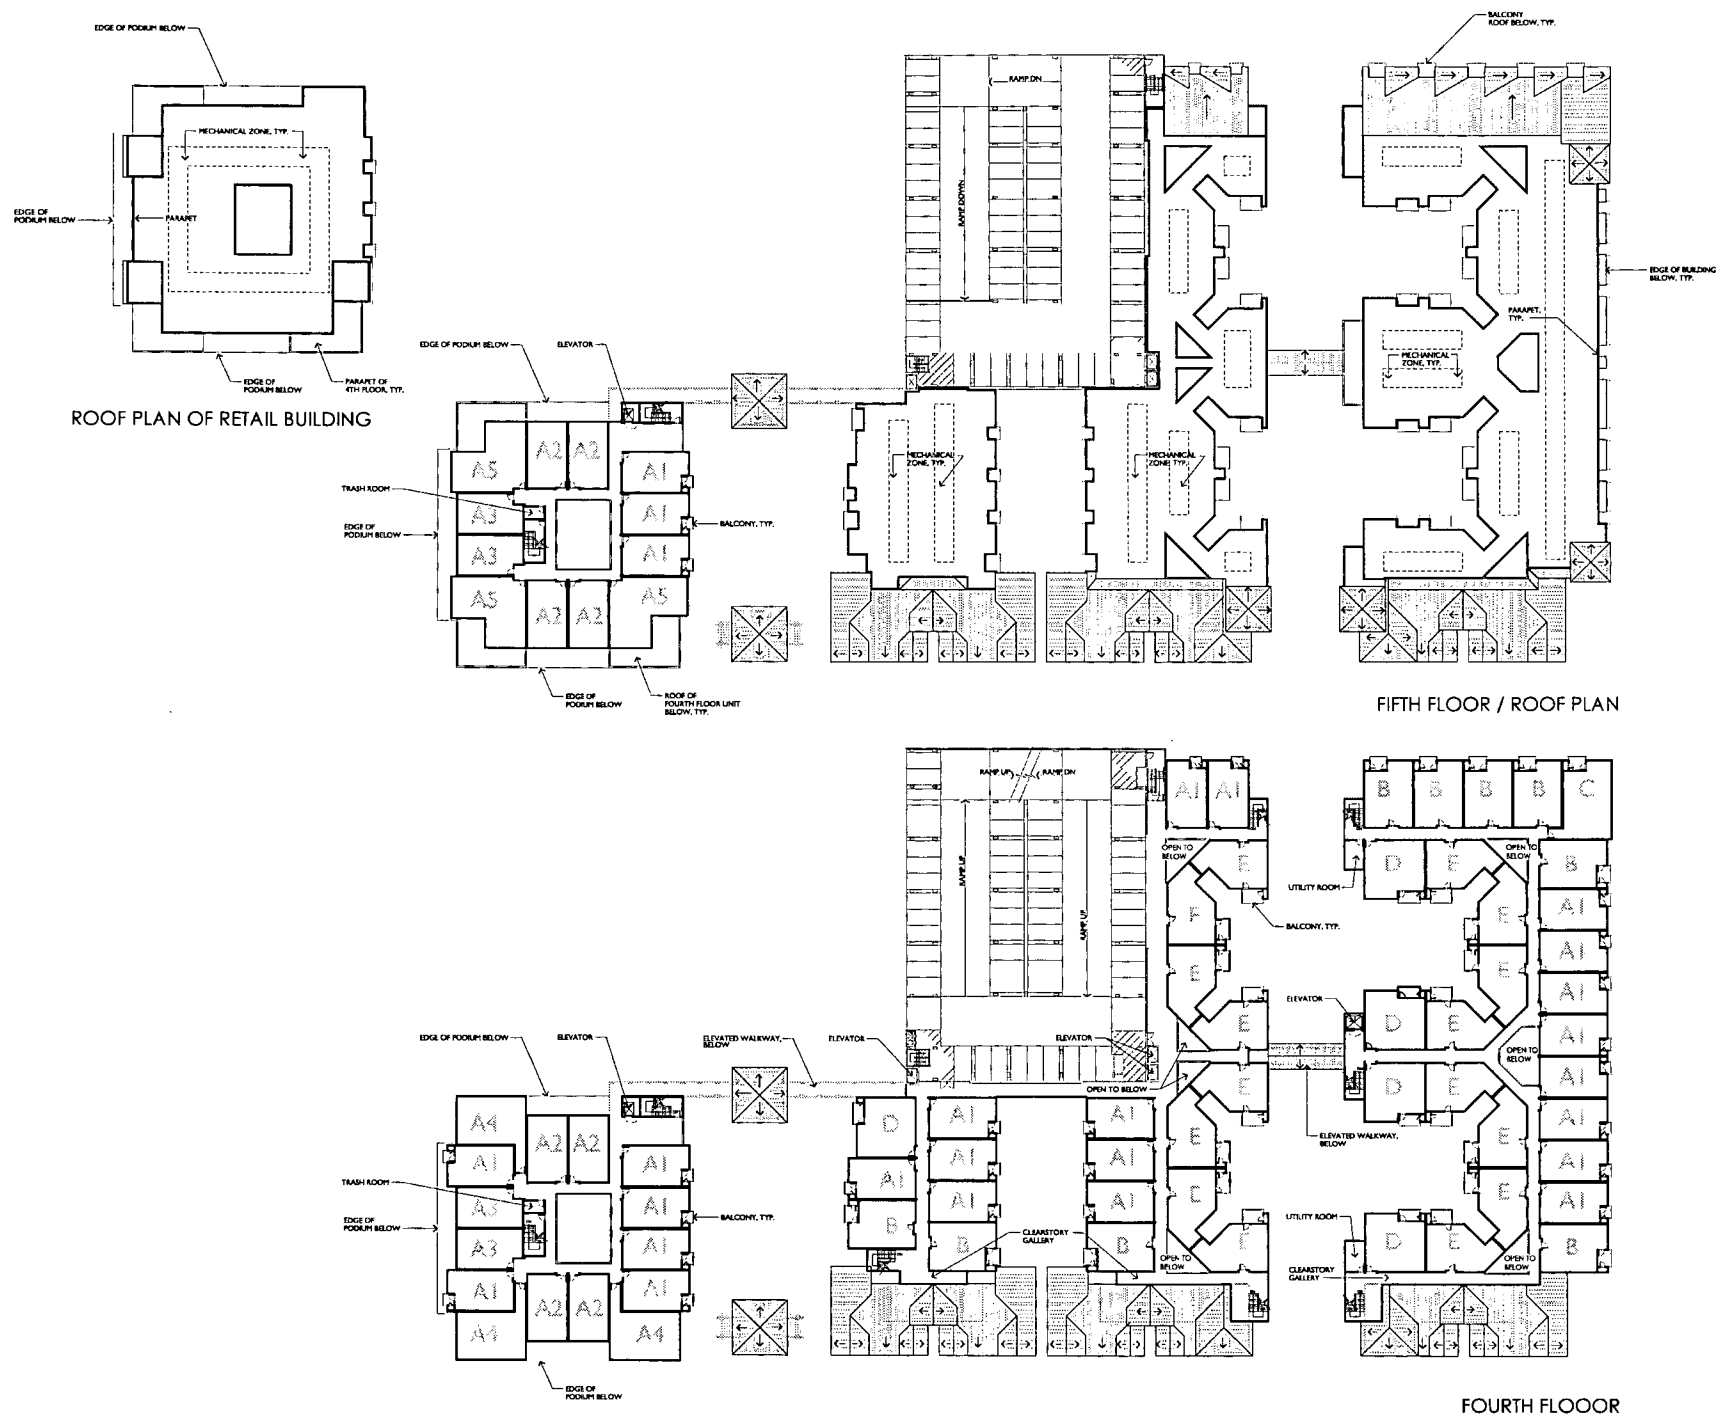 EDGE OF PODIUM BELOW
MECHANICAL ZONE, TYP.
EDGE OF
PODIUM BELOW
PARAPET
EDGE OF
PODIUM BELOW
PARAPET OF
4TH FLOOR, TYP.
ROOF PLAN OF RETAIL BUILDING
BALCONY
ROOF BELOW, TYP.
RAMP DN
RAMP DOWN
EDGE OF BUILDING
BELOW, TYP.
PARAPET,
TYP.
MECHANICAL
ZONE, TYP.
EDGE OF PODIUM BELOW
ELEVATOR
A5
A2
A2
A1
MECHANICAL
ZONE, TYP.
MECHANICAL
ZONE, TYP.
TRASH ROOM
A3
A1
BALCONY, TYP.
EDGE OF
PODIUM BELOW
A3
A1
A5
A2
A2
A5
EDGE OF
PODIUM BELOW
ROOF OF
FOURTH FLOOR UNIT
BELOW, TYP.
FIFTH FLOOR / ROOF PLAN
RAMP UP
RAMP DN
A1
A1
B
B
B
B
C
RAMP UP
RAMP UP
OPEN TO
BELOW
E
D
E
OPEN TO
BELOW
B
UTILITY ROOM
A1
F
E
BALCONY, TYP.
A1
E
E
A1
ELEVATOR
E
D
E
A1
EDGE OF PODIUM BELOW
ELEVATOR
ELEVATED WALKWAY,
BELOW
ELEVATOR
ELEVATOR
OPEN TO
BELOW
A1
OPEN TO BELOW
E
D
E
A4
A2
A2
D
A1
A1
A1
E
E
ELEVATED WALKWAY,
BELOW
A1
A1
A1
A1
A1
A1
TRASH ROOM
A3
A1
B
A1
A1
E
E
A1
BALCONY, TYP.
EDGE OF
PODIUM BELOW
A3
A1
B
CLEARSTORY
GALLERY
B
UTILITY ROOM
E
D
E
B
OPEN TO
BELOW
OPEN TO
BELOW
CLEARSTORY
GALLERY
A1
A2
A2
A1
A4
A4
EDGE OF
PODIUM BELOW
FOURTH FLOOOR